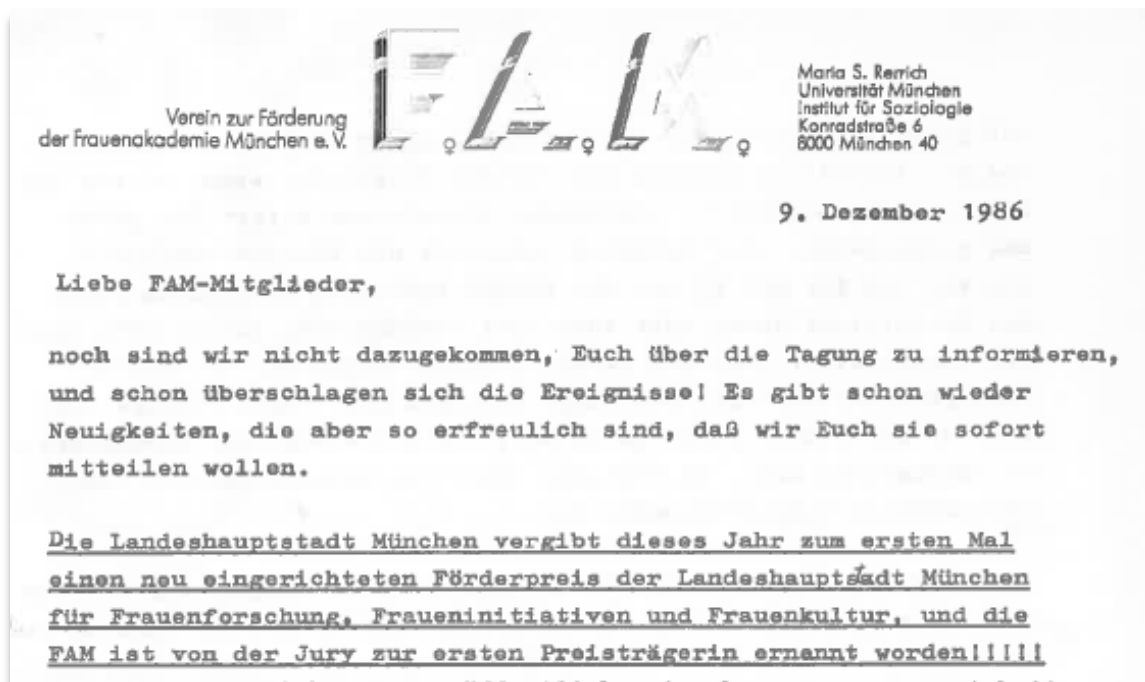 Verein zur Förderung
der Frauenakademie München e. V.
Maria S. Rerrich
Universität München
Institut für Soziologie
Konradstraße 6
8000 München 40
9. Dezember 1986
Liebe FAM-Mitglieder,
noch sind wir nicht dazugekommen, Euch über die Tagung zu informieren,
und schon überschlagen sich die Ereignisse! Es gibt schon wieder
Neuigkeiten, die aber so erfreulich sind, daß wir Euch sie sofort
mitteilen wollen.
Die Landeshauptstadt München vergibt dieses Jahr zum ersten Mal
einen neu eingerichteten Förderpreis der Landeshauptstadt München
für Frauenforschung, Fraueninitiativen und Frauenkultur, und die
FAM ist von der Jury zur ersten Preisträgerin ernannt worden!!!!!